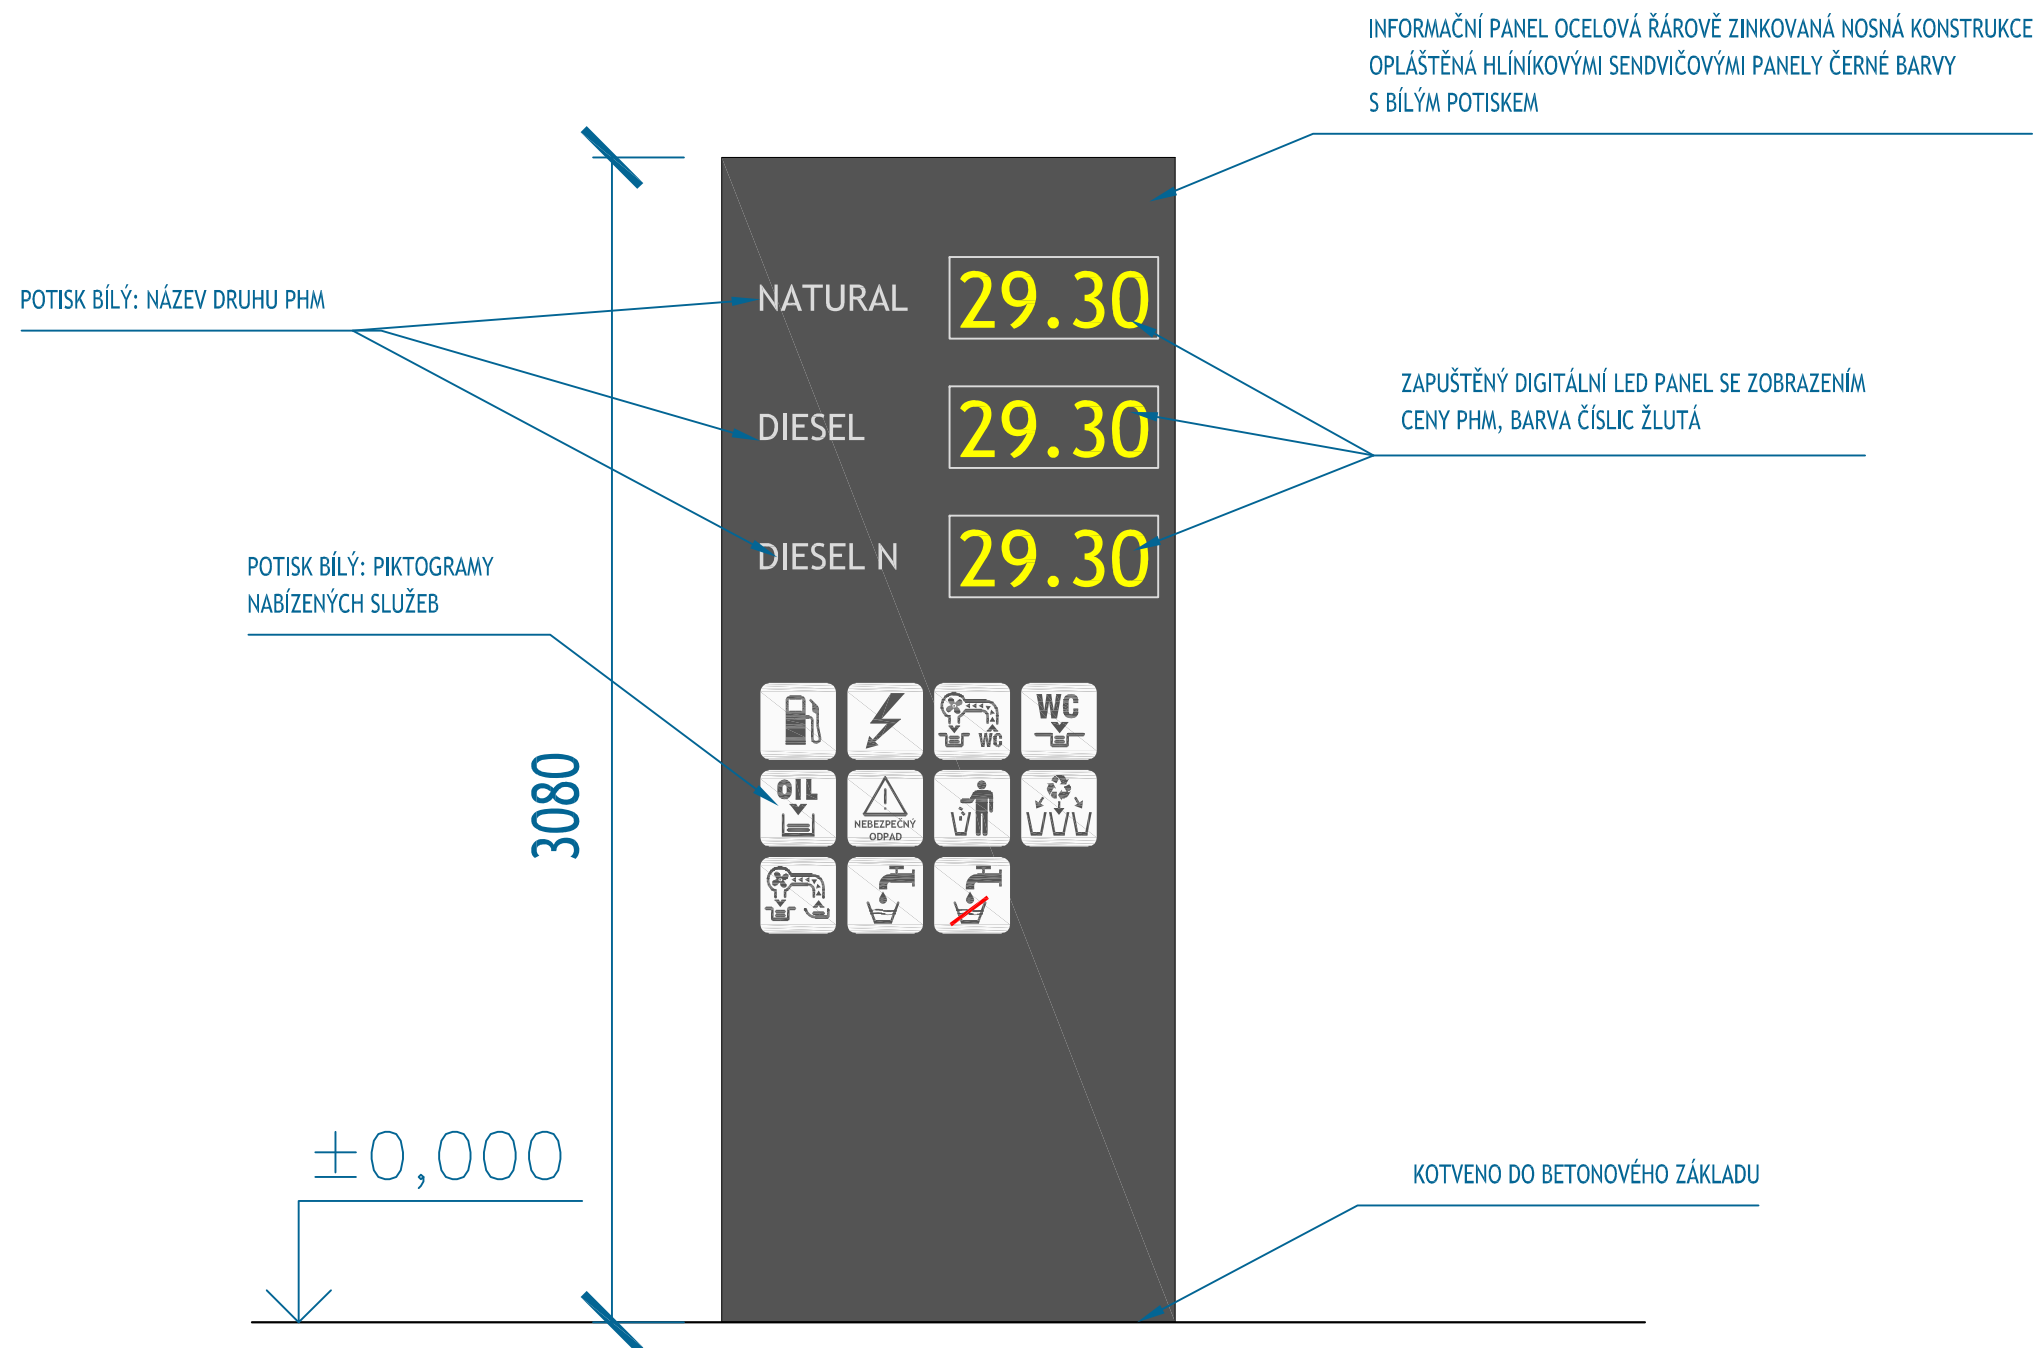 INFORMAČNÍ PANEL OCELOVÁ ŘÁROVĚ ZINKOVANÁ NOSNÁ KONSTRUKCE
OPLÁŠTĚNÁ HLÍNÍKOVÝMI SENDVIČOVÝMI PANELY ČERNÉ BARVY
S BÍLÝM POTISKEM
POTISK BÍLÝ: NÁZEV DRUHU PHM
NATURAL 29.30
ZAPUŠTĚNÝ DIGITÁLNÍ LED PANEL SE ZOBRAZENÍM
CENY PHM, BARVA ČÍSLIC ŽLUTÁ
DIESEL 29.30
DIESEL N 29.30
POTISK BÍLÝ: PIKTOGRAMY
NABÍZENÝCH SLUŽEB
WC
WC
OIL
NEBEZPEČNÝ
ODPAD
3080
±0,000
KOTVENO DO BETONOVÉHO ZÁKLADU